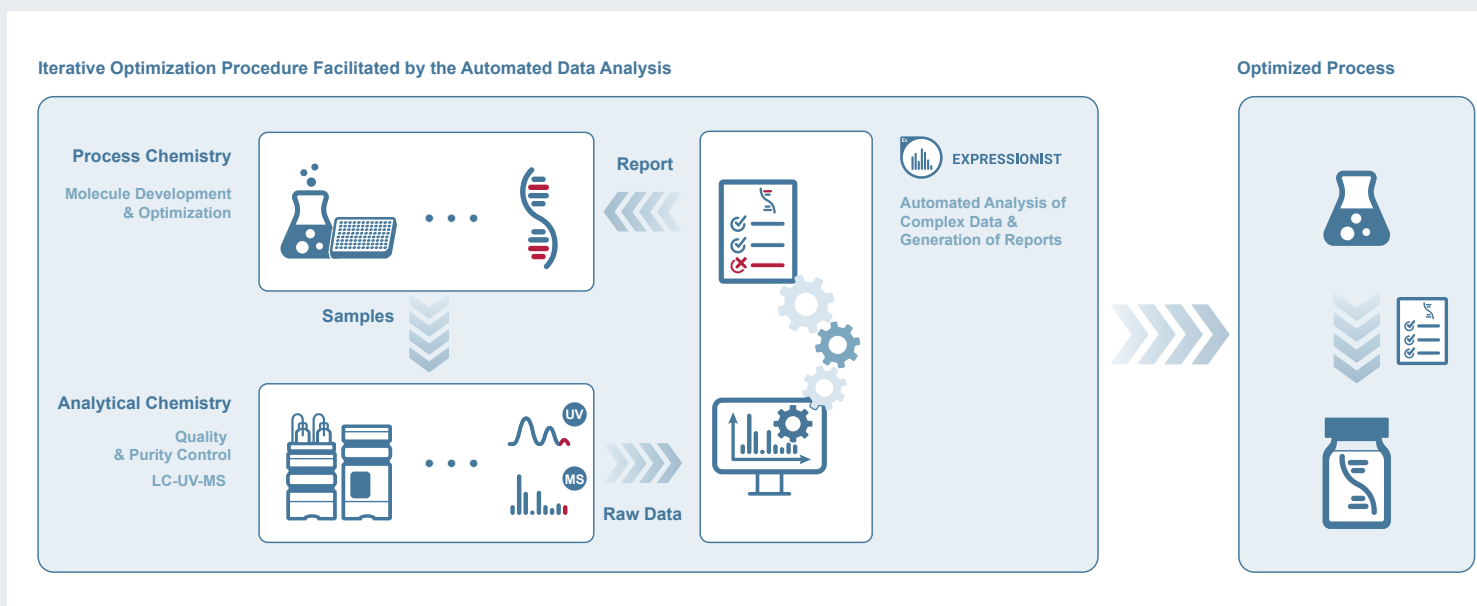 Iterative Optimization Procedure Facilitated by the Automated Data Analysis
Optimized Process
Process Chemistry
Molecule Development
& Optimization
Report
Ex
EXPRESSIONIST
Automated Analysis of
Complex Data &
Generation of Reports
Samples
Analytical Chemistry
Quality
& Purity Control
LC-UV-MS
UV
MS
Raw Data